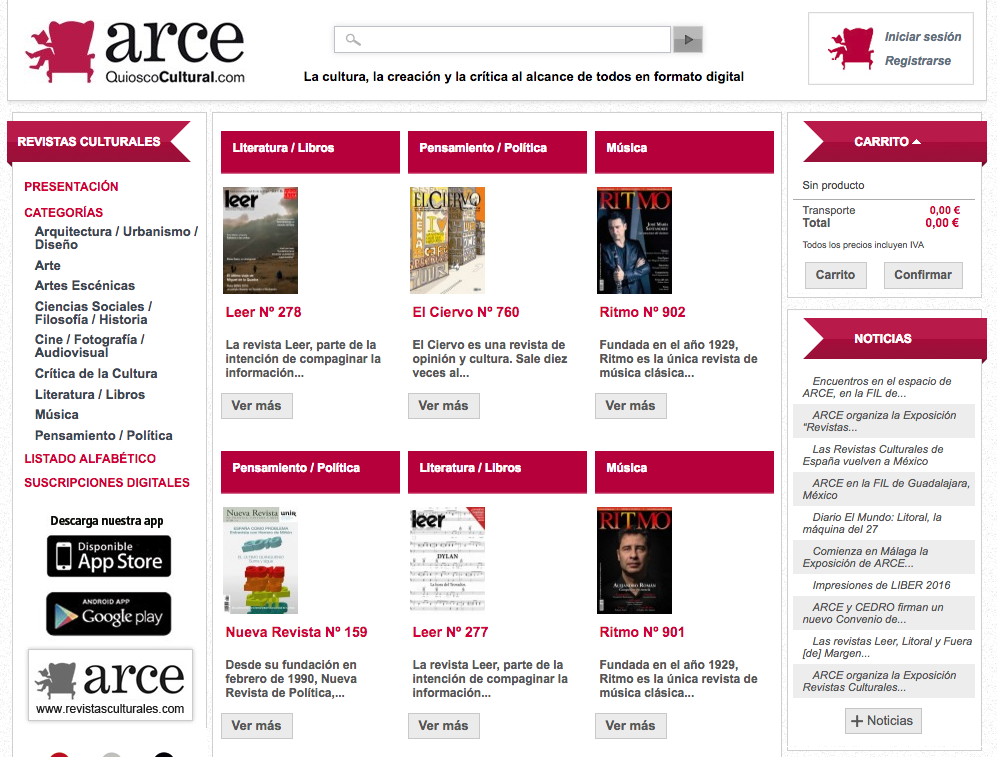 arce
QuioscoCultural.com
La cultura, la creación y la crítica al alcance de todos en formato digital
Iniciar sesión
Registrarse
REVISTAS CULTURALES
PRESENTACIÓN
CATEGORÍAS
Arquitectura / Urbanismo /
Diseño
Arte
Artes Escénicas
Ciencias Sociales /
Filosofía / Historia
Cine / Fotografía /
Audiovisual
Crítica de la Cultura
Literatura / Libros
Música
Pensamiento / Política
LISTADO ALFABÉTICO
SUSCRIPCIONES DIGITALES
Descarga nuestra app
Disponible
App Store
ANDROID APP
Google play
arce
www.revistasculturales.com
Literatura / Libros
leer
Leer Nº 278
La revista Leer, parte de la
intención de compaginar la
información...
Ver más
Pensamiento / Política
EL CIERVO
El Ciervo Nº 760
El Ciervo es una revista de
opinión y cultura. Sale diez
veces al...
Ver más
Música
RITMO
Ritmo Nº 902
Fundada en el año 1929,
Ritmo es la única revista de
música clásica...
Ver más
Pensamiento / Política
Nueva Revista unir
Nueva Revista Nº 159
Desde su fundación en
febrero de 1990, Nueva
Revista de Política,...
Ver más
Literatura / Libros
leer
DYLAN
Leer Nº 277
La revista Leer, parte de la
intención de compaginar la
información...
Ver más
Música
RITMO
ALEJANDRO ROMÁN
Ritmo Nº 901
Fundada en el año 1929,
Ritmo es la única revista de
música clásica...
Ver más
CARRITO
Sin producto
Transporte 0,00 €
Total 0,00 €
Todos los precios incluyen IVA
Carrito Confirmar
NOTICIAS
Encuentros en el espacio de
ARCE, en la FIL de...
ARCE organiza la Exposición
"Revistas...
Las Revistas Culturales de
España vuelven a México
ARCE en la FIL de Guadalajara,
México
Diario El Mundo: Litoral, la
máquina del 27
Comienza en Málaga la
Exposición de ARCE...
Impresiones de LIBER 2016
ARCE y CEDRO firman un
nuevo Convenio de...
Las revistas Leer, Litoral y Fuera
[de] Margen...
ARCE organiza la Exposición
Revistas Culturales...
+ Noticias